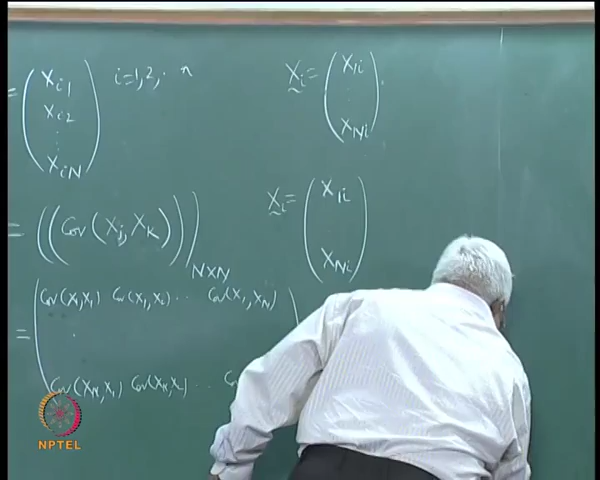 = ( X_{i1} X_{i2} ⋮ X_{iN} ) i=1,2,.. n
X_i = ( X_{1i} ⋮ X_{Ni} )
= (( Cov (X_j, X_k) ))_{N×N}
X_i = ( X_{1i} ⋮ X_{Ni} )
= ( Cov(X_1,X_1) Cov(X_1,X_2) .. Cov(X_1,X_N)
Cov(X_N,X_1) Cov(X_N,X_2) ..
NPTEL